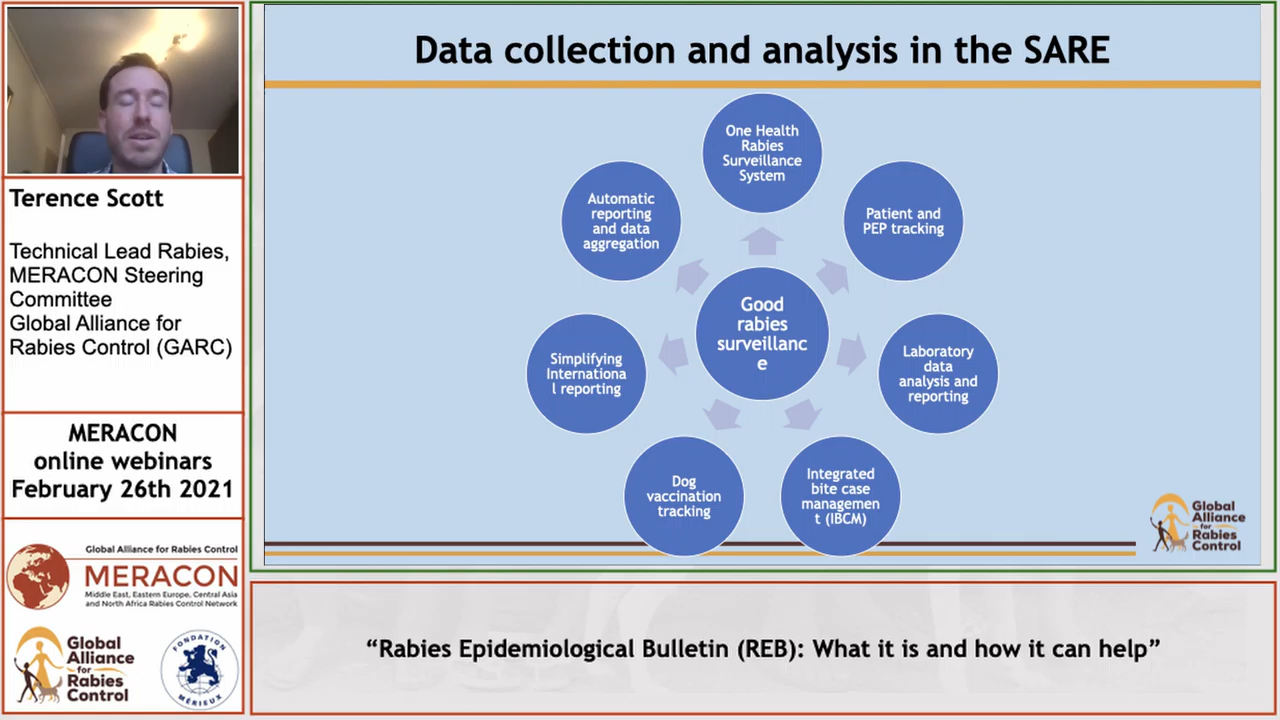 Terence Scott
Technical Lead Rabies,
MERACON Steering
Committee
Global Alliance for
Rabies Control (GARC)
MERACON
online webinars
February 26th 2021
Global Alliance for Rabies Control
MERACON
Middle East, Eastern Europe, Central Asia
and North Africa Rabies Control Network
Global
Alliance
for
Rabies
Control
FONDATION
MÉRIEUX
Data collection and analysis in the SARE
One Health
Rabies
Surveillance
System
Patient and
PEP tracking
Laboratory
data
analysis and
reporting
Integrated
bite case
managemen
t (IBCM)
Dog
vaccination
tracking
Simplifying
Internationa
l reporting
Automatic
reporting
and data
aggregation
Good
rabies
surveillanc
e
Global
Alliance
for
Rabies
Control
“Rabies Epidemiological Bulletin (REB): What it is and how it can help”